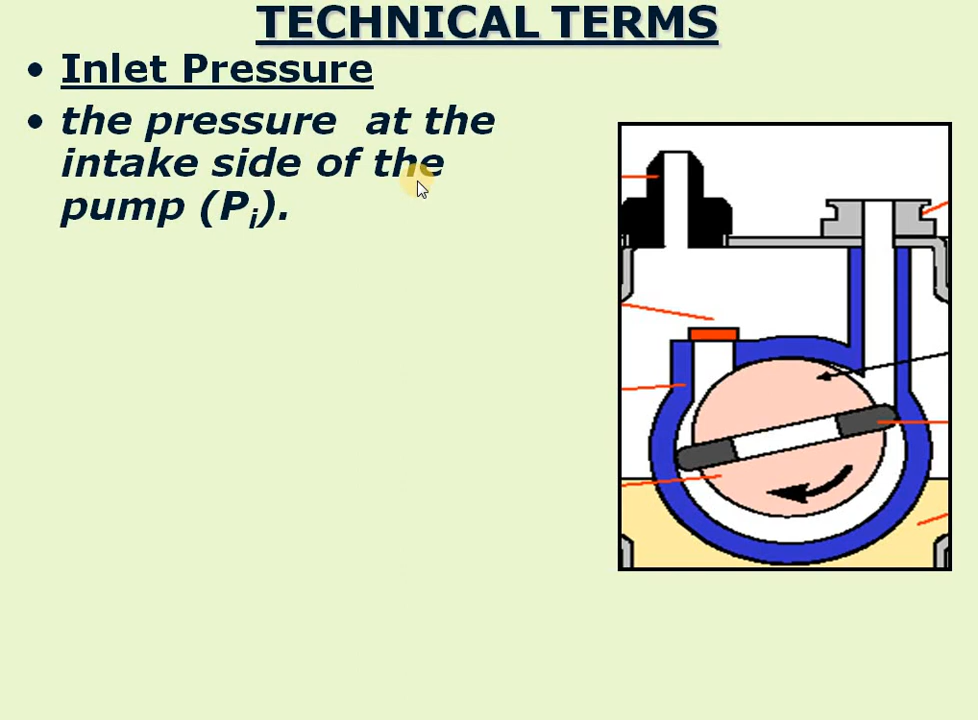 TECHNICAL TERMS
• Inlet Pressure
• the pressure at the
intake side of the
pump (Pi).